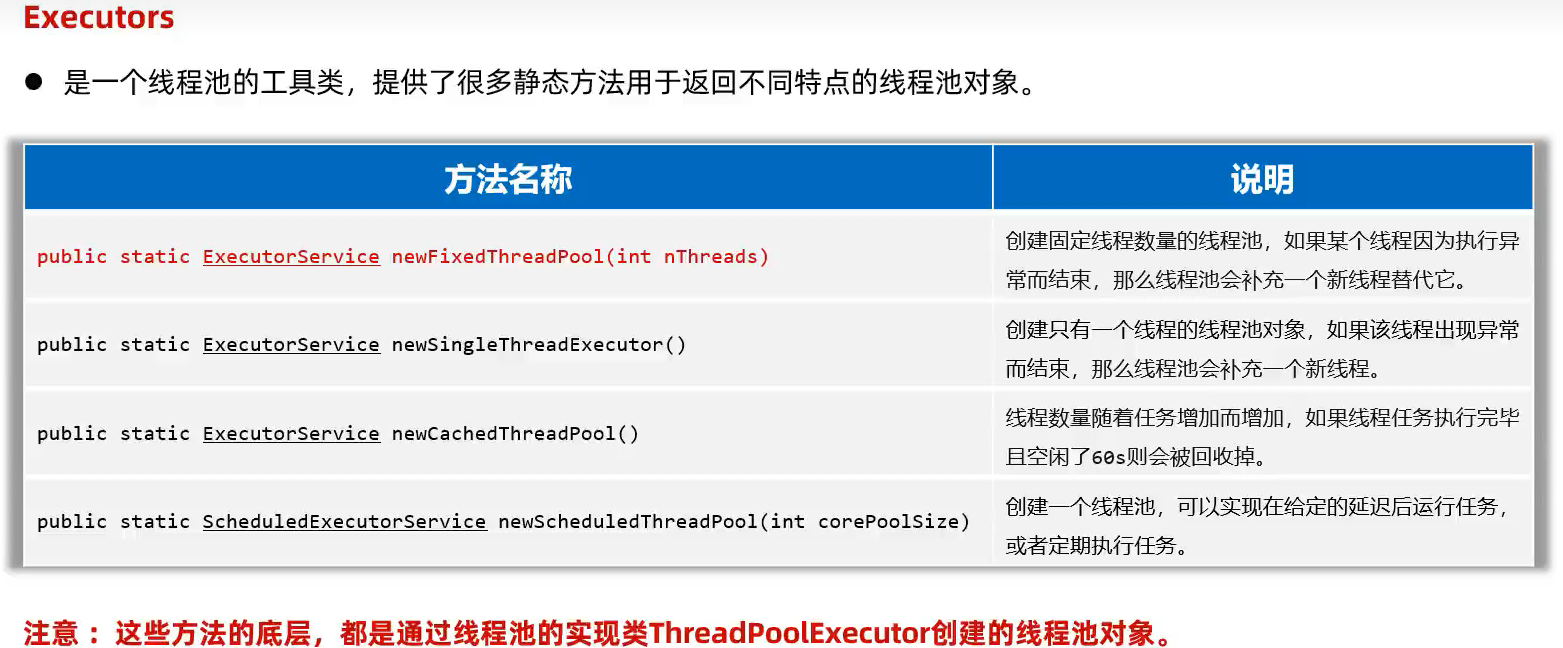 Executors
● 是一个线程池的工具类，提供了很多静态方法用于返回不同特点的线程池对象。
方法名称 说明
public static ExecutorService newFixedThreadPool(int nThreads)
创建固定线程数量的线程池，如果某个线程因为执行异
常而结束，那么线程池会补充一个新线程替代它。
public static ExecutorService newSingleThreadExecutor()
创建只有一个线程的线程池对象，如果该线程出现异常
而结束，那么线程池会补充一个新线程。
public static ExecutorService newCachedThreadPool()
线程数量随着任务增加而增加，如果线程任务执行完毕
且空闲了60s则会被回收掉。
public static ScheduledExecutorService newScheduledThreadPool(int corePoolSize)
创建一个线程池，可以实现在给定的延迟后运行任务，
或者定期执行任务。
注意 ：这些方法的底层，都是通过线程池的实现类ThreadPoolExecutor创建的线程池对象。